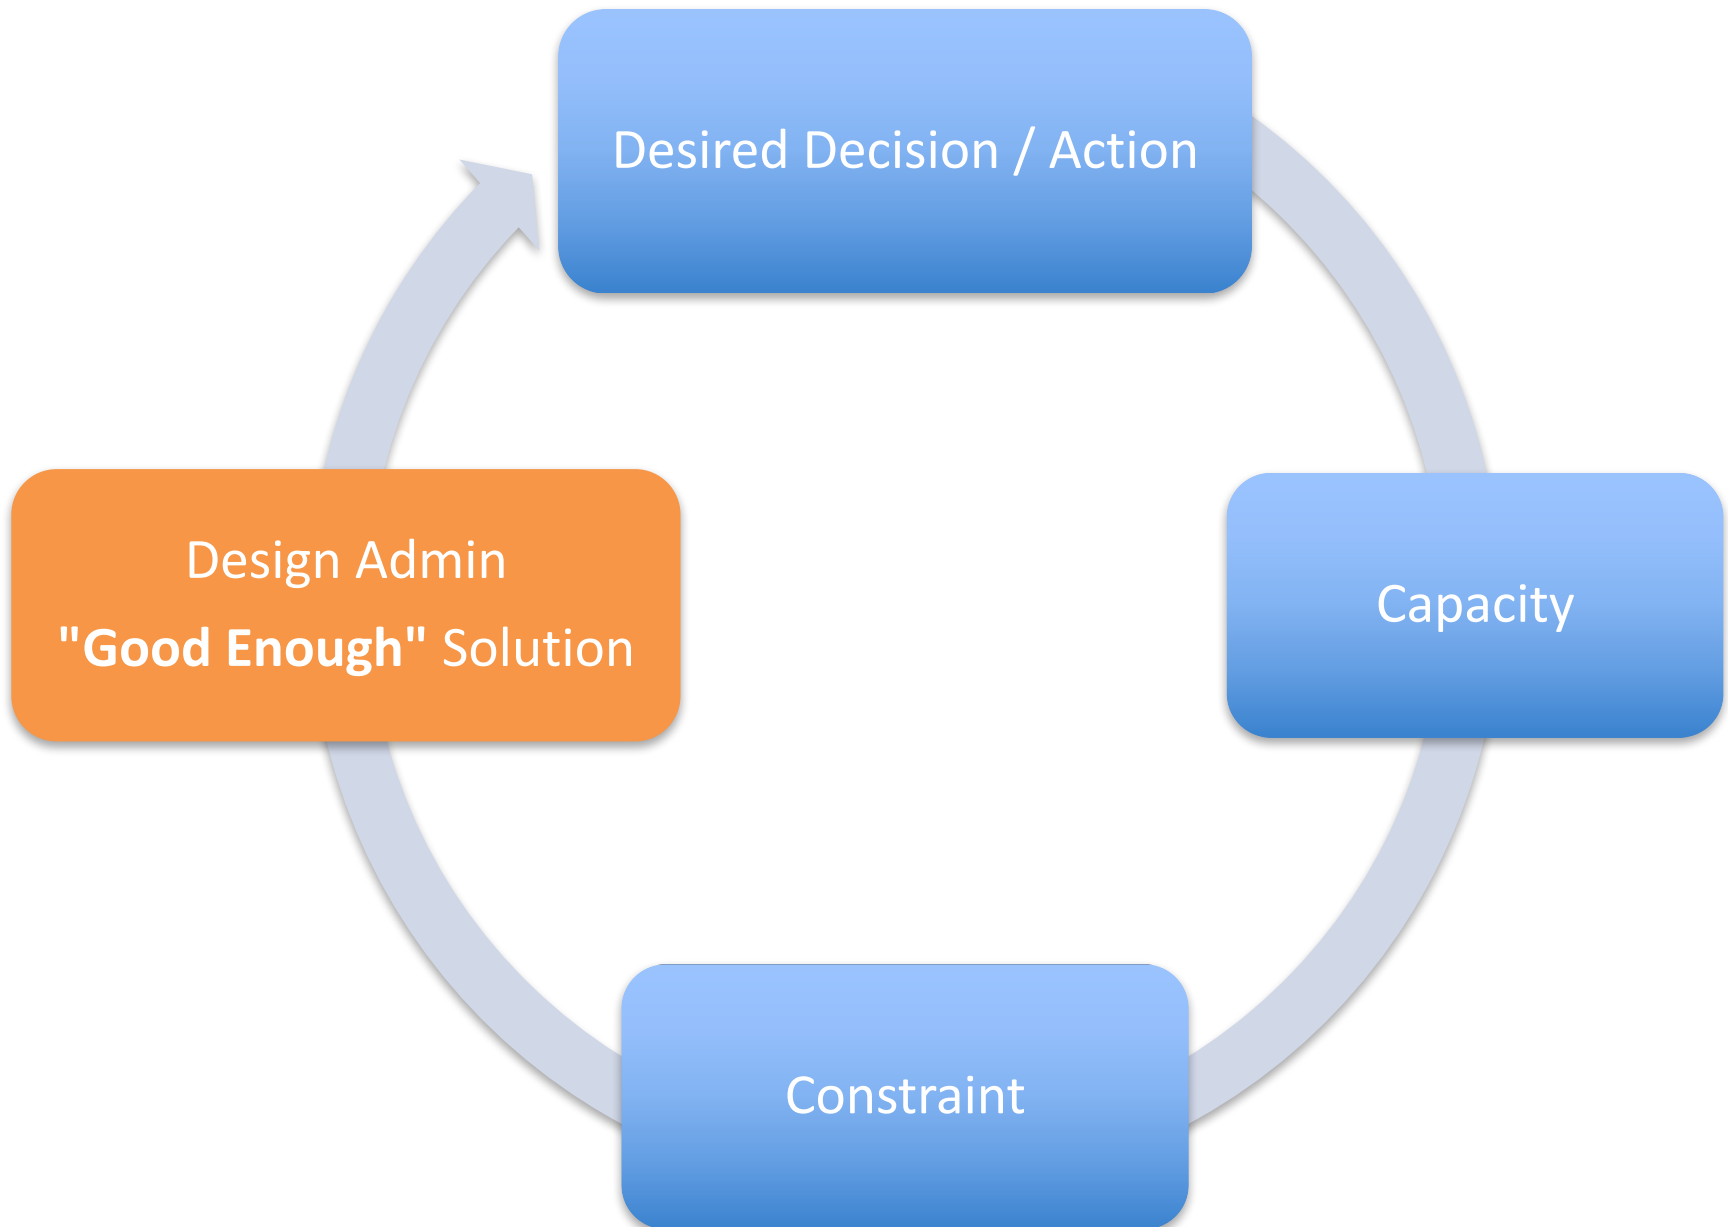 Desired Decision / Action
Design Admin
"Good Enough" Solution
Capacity
Constraint